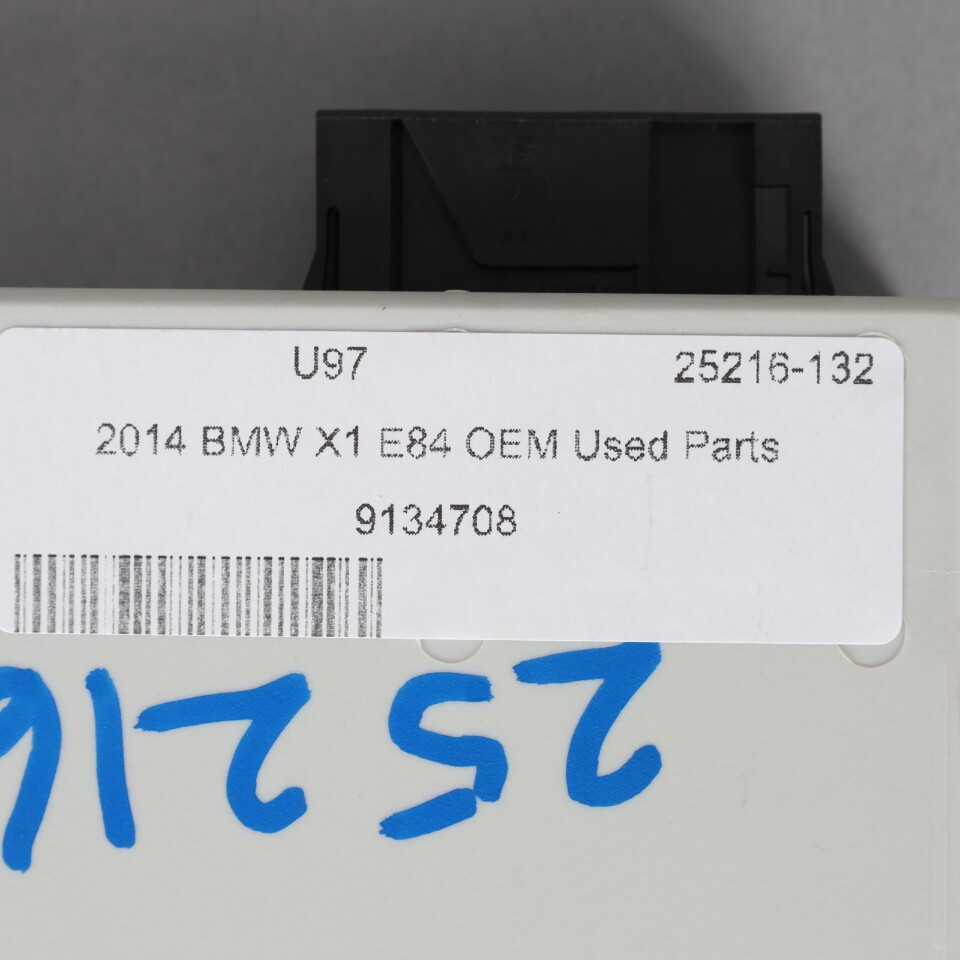 U97 25216-132
2014 BMW X1 E84 OEM Used Parts
9134708
25216